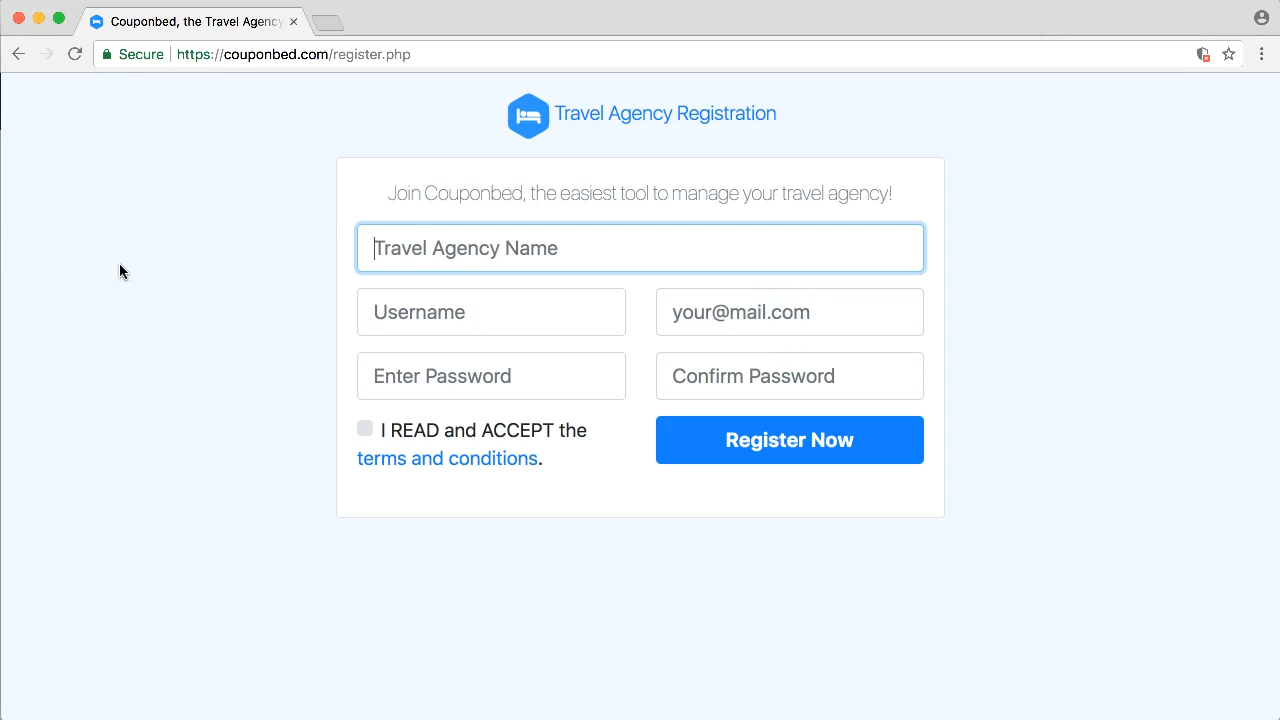 Couponbed, the Travel Agency
Secure https://couponbed.com/register.php
Travel Agency Registration
Join Couponbed, the easiest tool to manage your travel agency!
Travel Agency Name
Username your@mail.com
Enter Password Confirm Password
I READ and ACCEPT the
terms and conditions.
Register Now